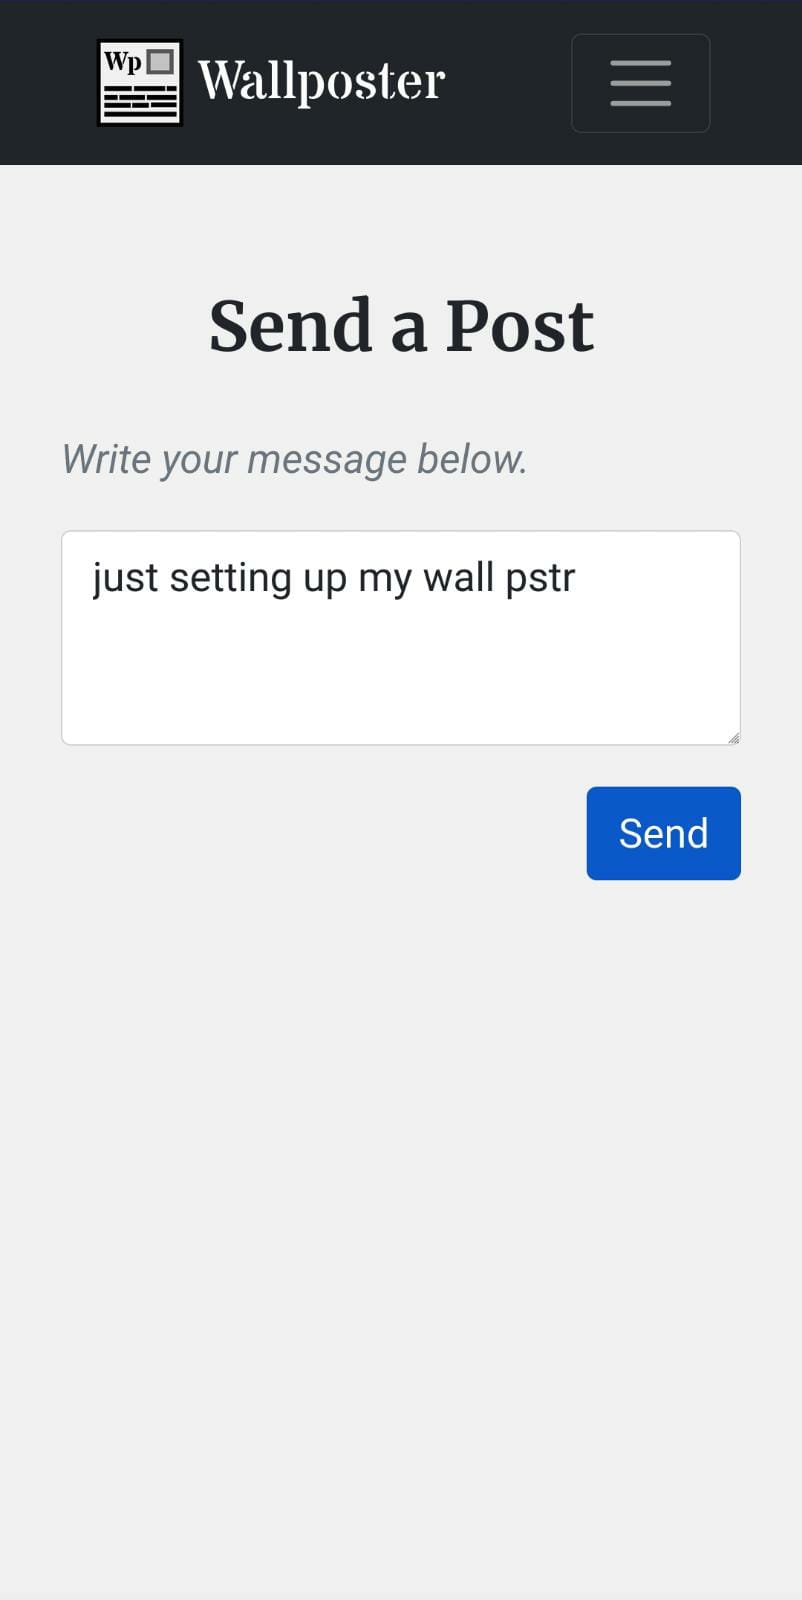 Wp
Wallposter
Send a Post
Write your message below.
just setting up my wall pstr
Send